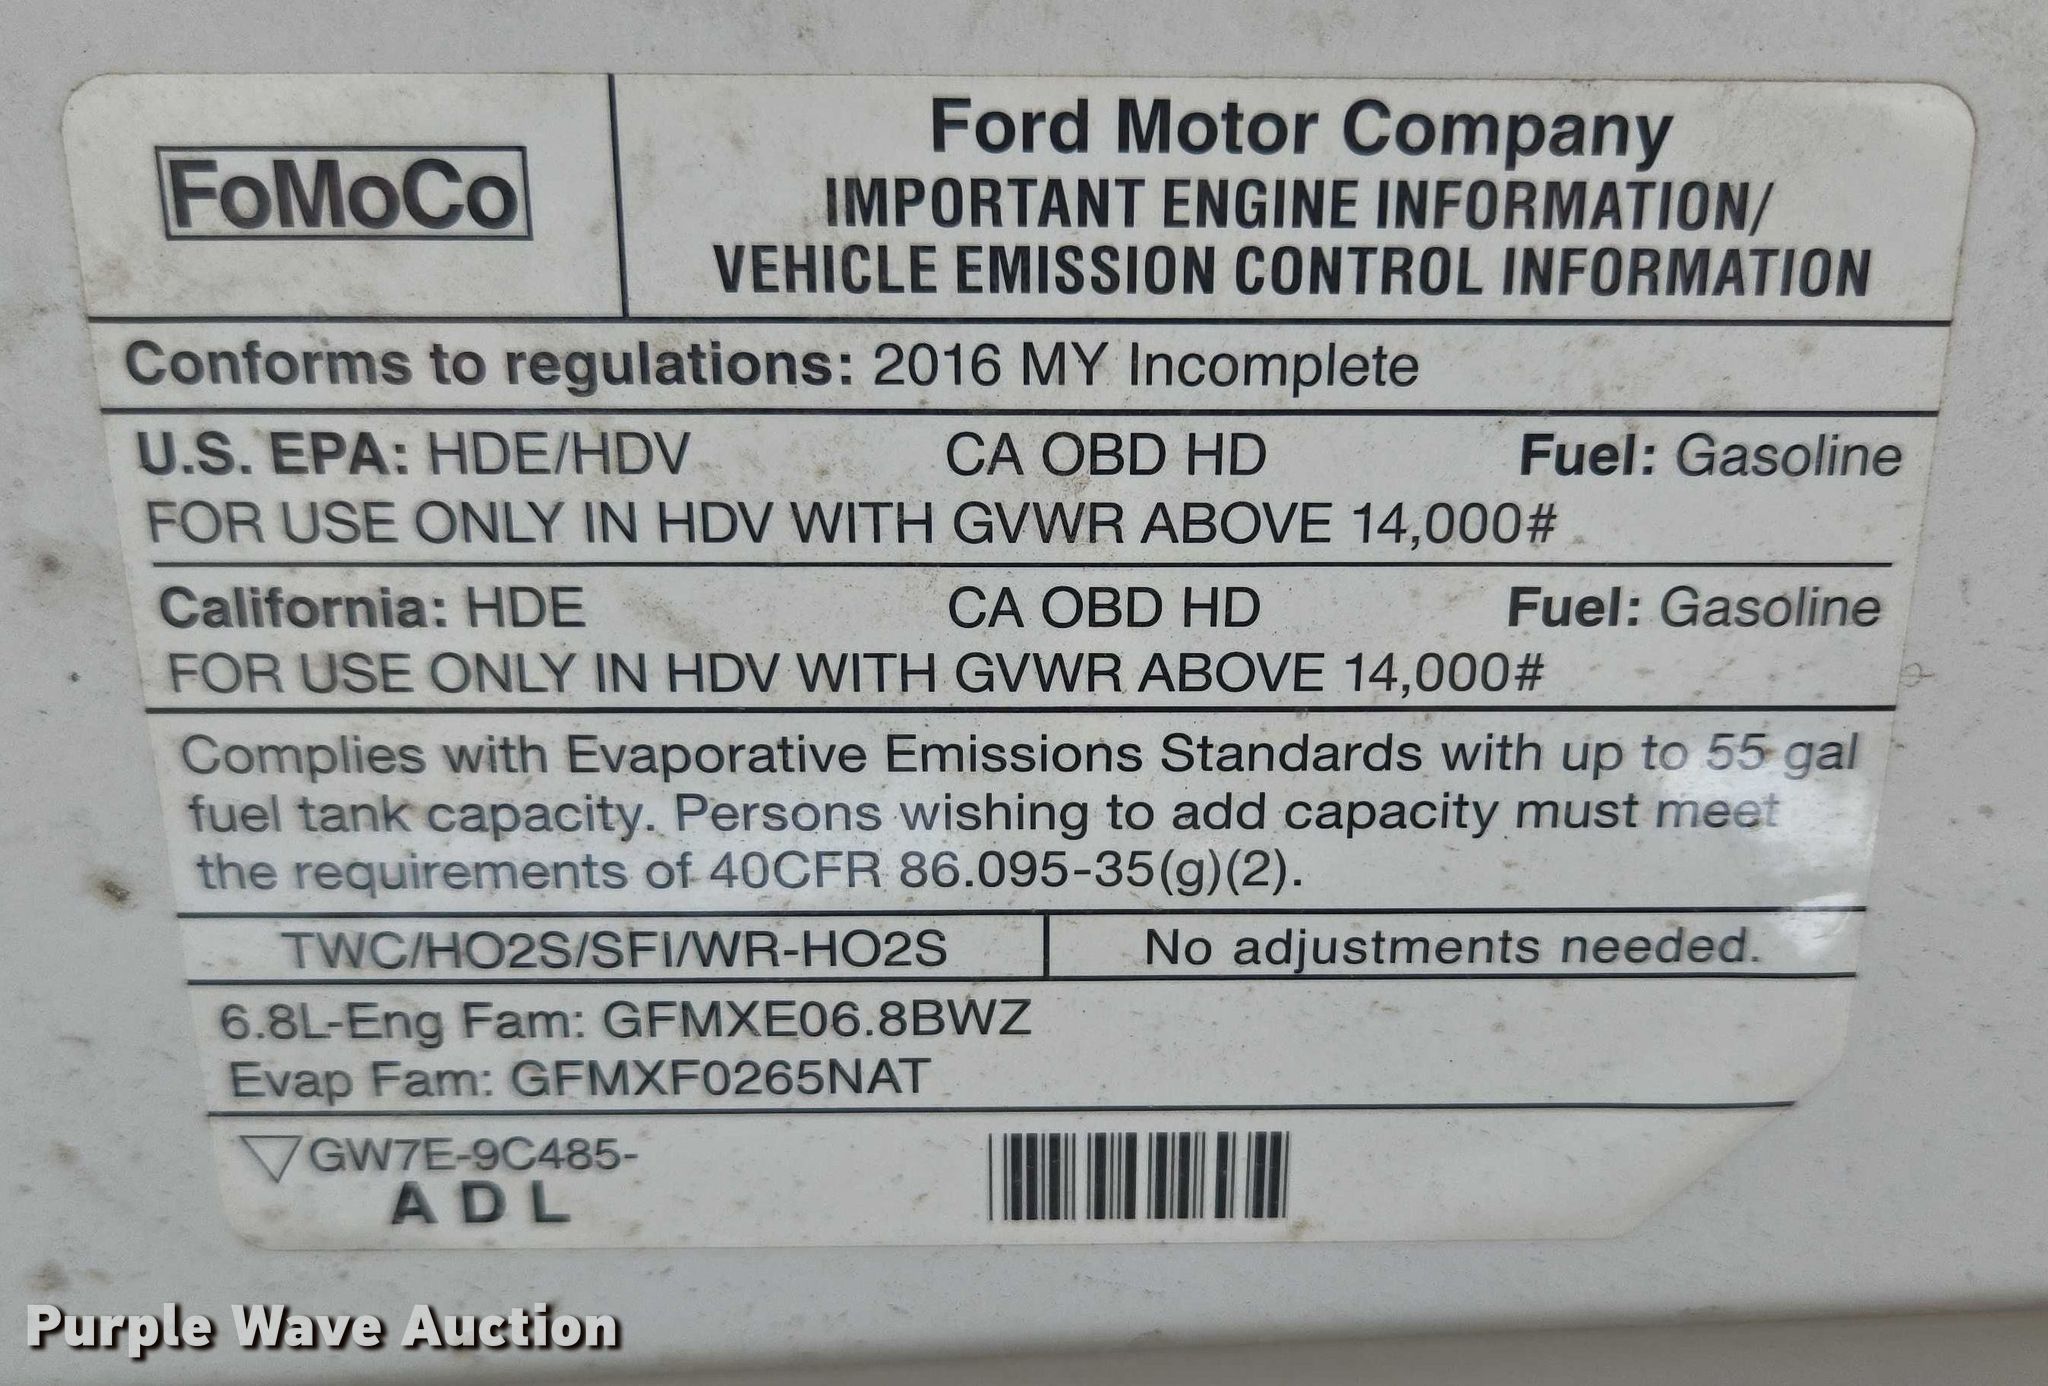 FoMoCo
Ford Motor Company
IMPORTANT ENGINE INFORMATION/
VEHICLE EMISSION CONTROL INFORMATION
Conforms to regulations: 2016 MY Incomplete
U.S. EPA: HDE/HDV CA OBD HD Fuel: Gasoline
FOR USE ONLY IN HDV WITH GVWR ABOVE 14,000#
California: HDE CA OBD HD Fuel: Gasoline
FOR USE ONLY IN HDV WITH GVWR ABOVE 14,000#
Complies with Evaporative Emissions Standards with up to 55 gal
fuel tank capacity. Persons wishing to add capacity must meet
the requirements of 40CFR 86.095-35(g)(2).
TWC/HO2S/SFI/WR-HO2S No adjustments needed.
6.8L-Eng Fam: GFMXE06.8BWZ
Evap Fam: GFMXF0265NAT
▽GW7E-9C485-
A D L
Purple Wave Auction